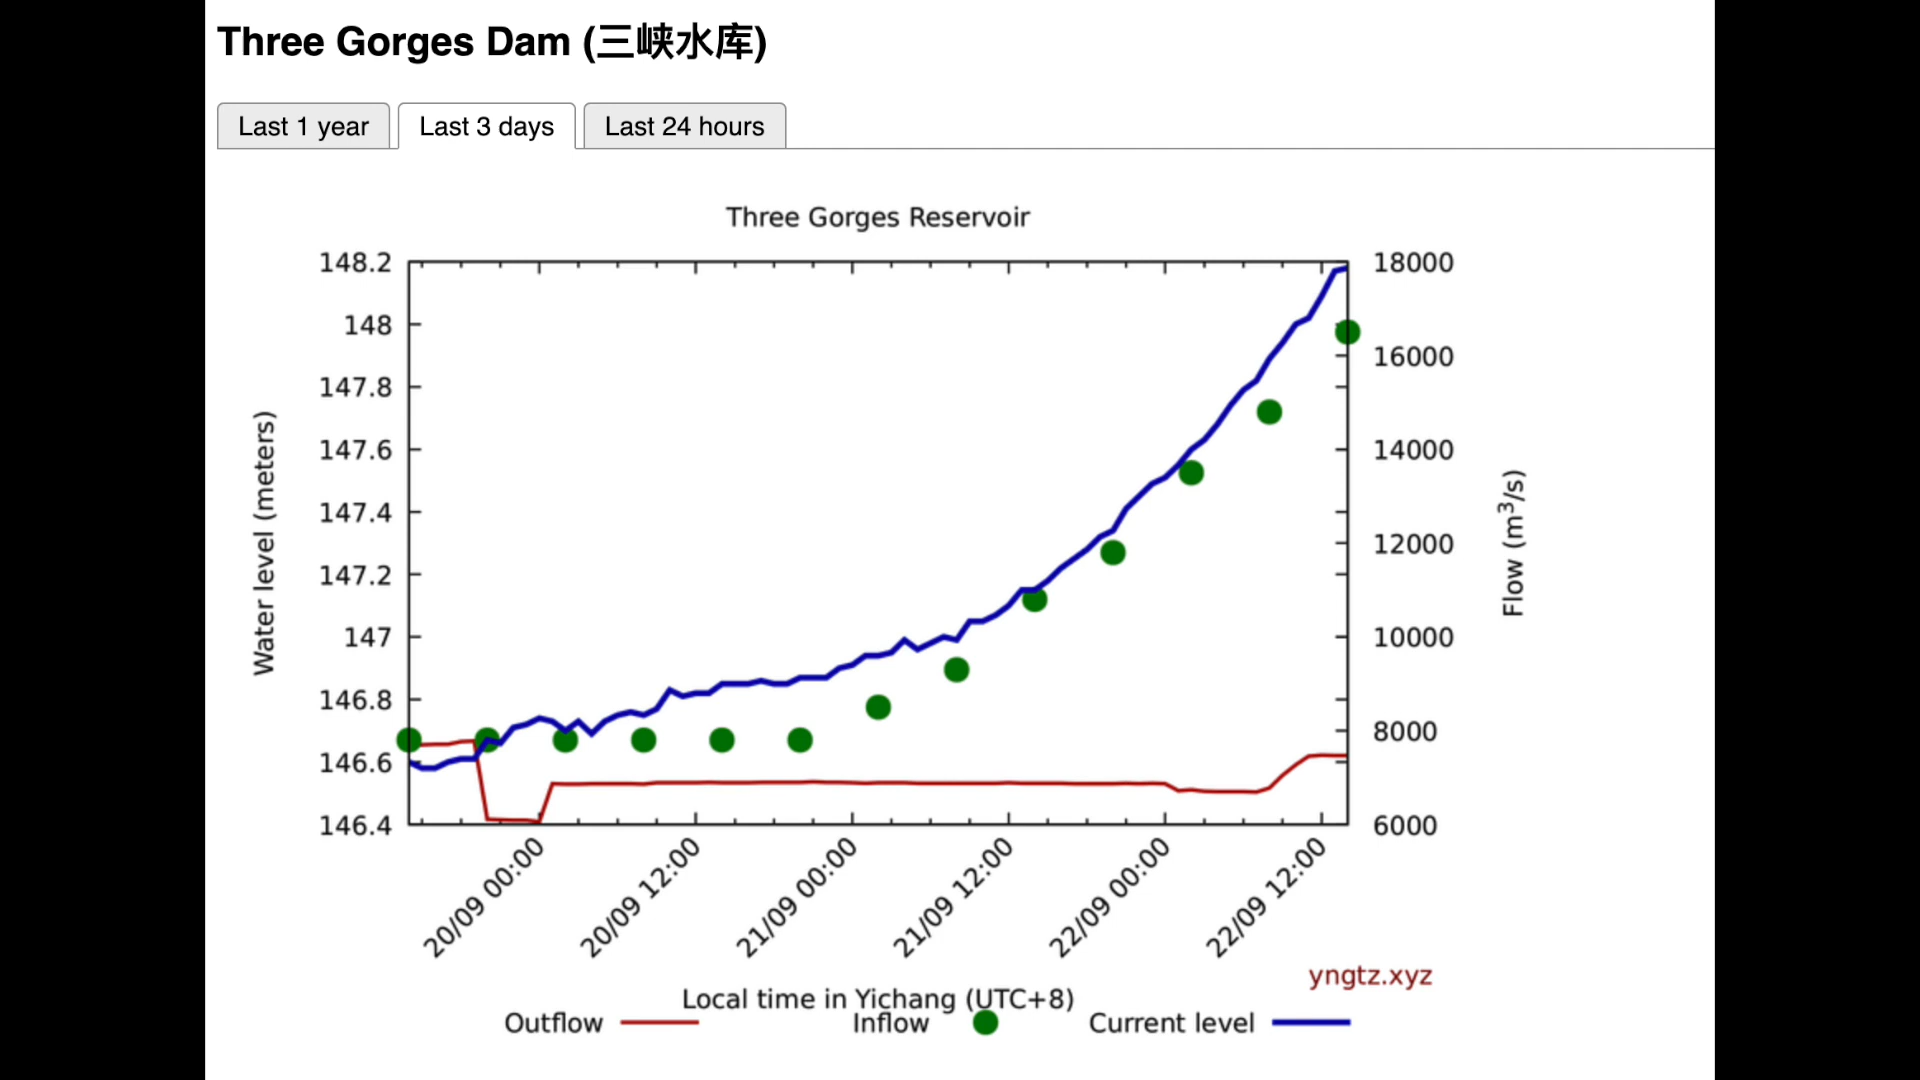 Three Gorges Dam (三峡水库)
Last 1 year
Last 3 days
Last 24 hours
Three Gorges Reservoir
148.2
148
147.8
147.6
147.4
147.2
147
146.8
146.6
146.4
Water level (meters)
18000
16000
14000
12000
10000
8000
6000
Flow (m³/s)
20/09 00:00
20/09 12:00
21/09 00:00
21/09 12:00
22/09 00:00
22/09 12:00
yngtz.xyz
Local time in Yichang (UTC+8)
Outflow
Inflow
Current level